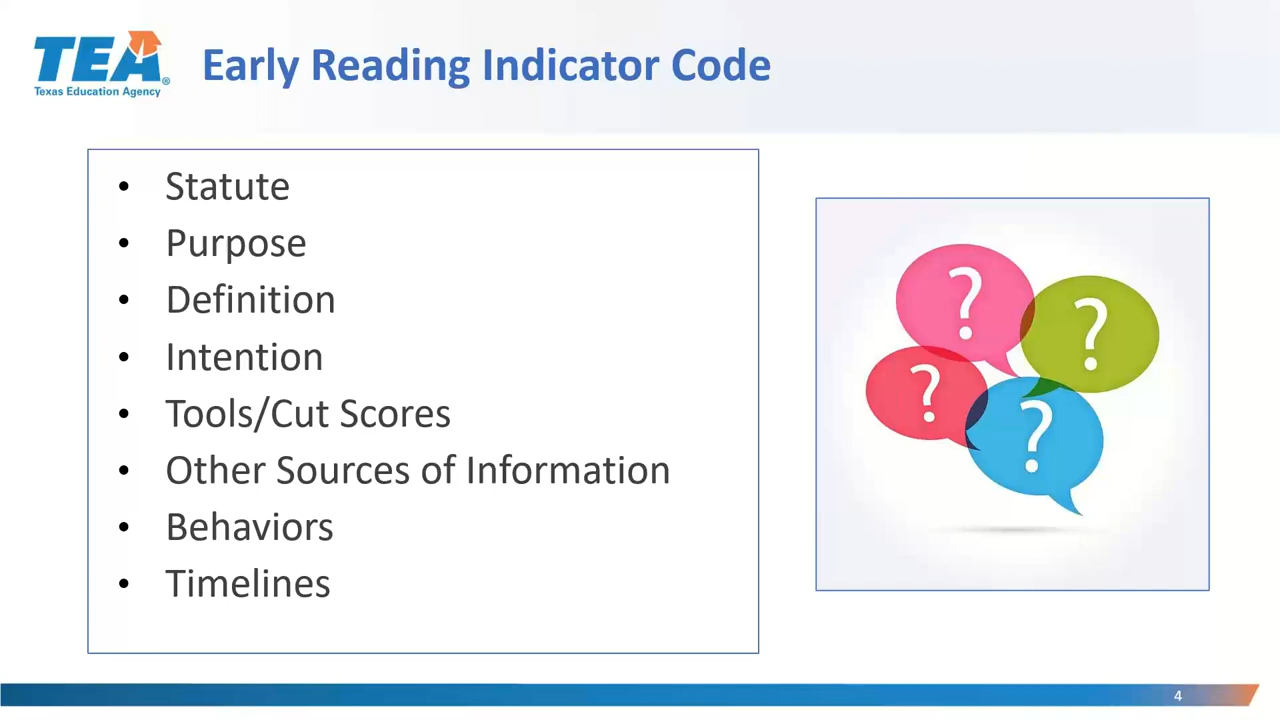 TEA
Texas Education Agency
Early Reading Indicator Code
• Statute
• Purpose
• Definition
• Intention
• Tools/Cut Scores
• Other Sources of Information
• Behaviors
• Timelines
?
?
?
?
4